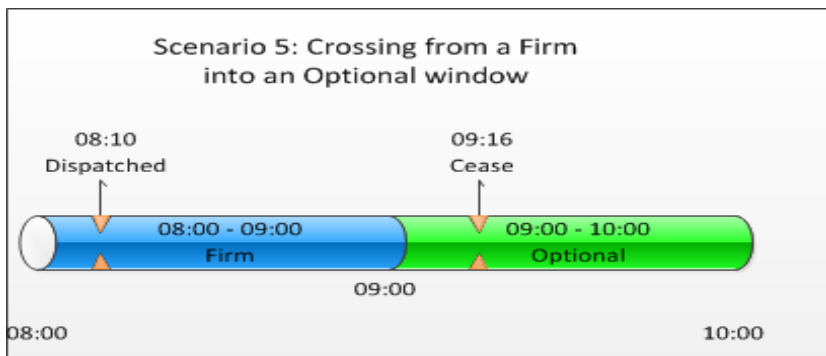 Scenario 5: Crossing from a Firm
into an Optional window
08:10
Dispatched
09:16
Cease
08:00 - 09:00
Firm
09:00 - 10:00
Optional
09:00
08:00
10:00